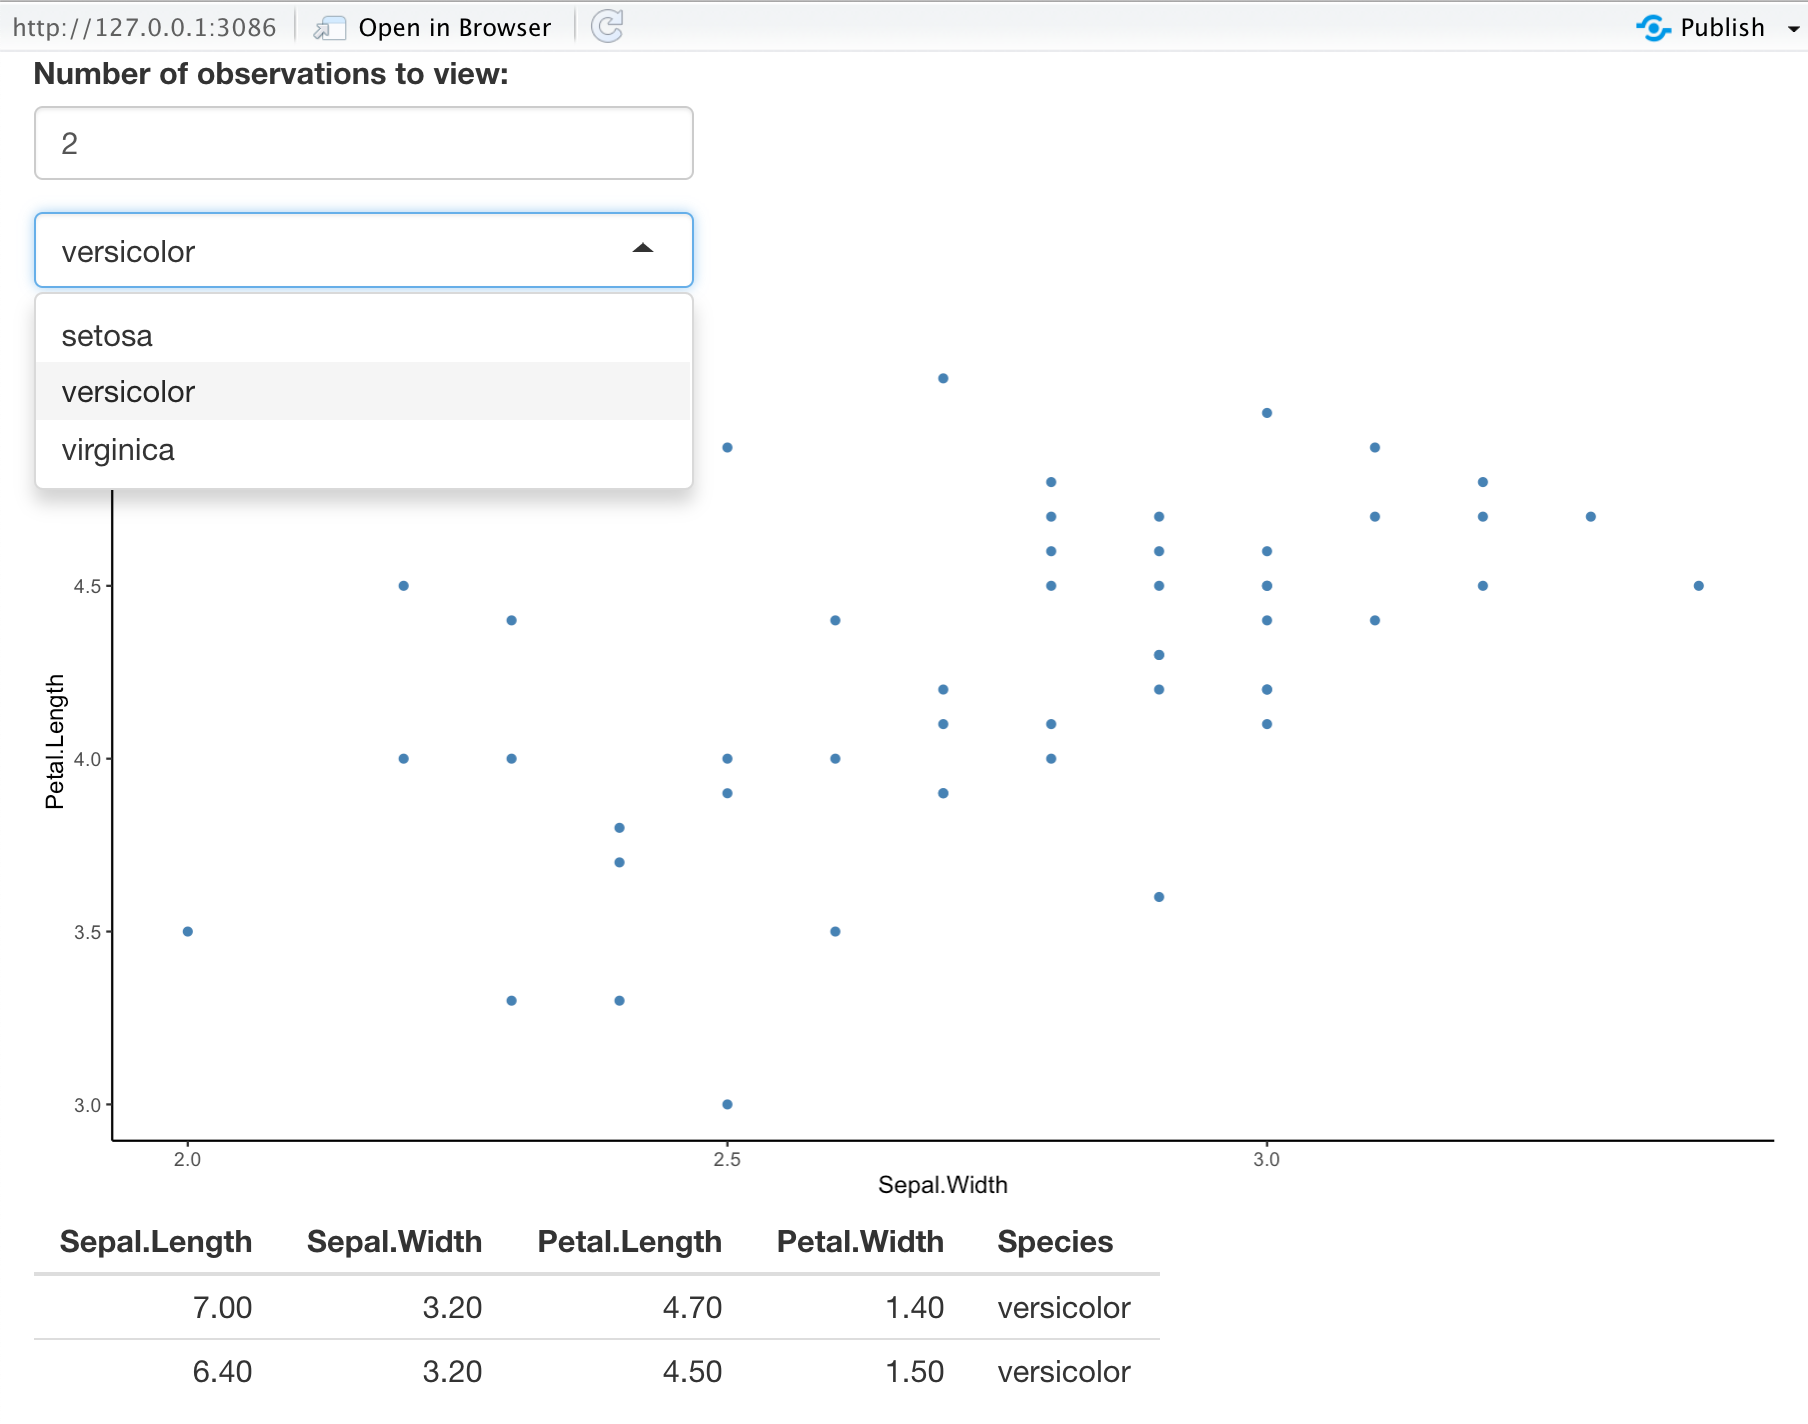 http://127.0.0.1:3086 Open in Browser Publish
Number of observations to view:
2
versicolor
setosa
versicolor
virginica
4.5
4.0
3.5
3.0
Petal.Length
2.0 2.5 3.0
Sepal.Width
Sepal.Length Sepal.Width Petal.Length Petal.Width Species
7.00 3.20 4.70 1.40 versicolor
6.40 3.20 4.50 1.50 versicolor